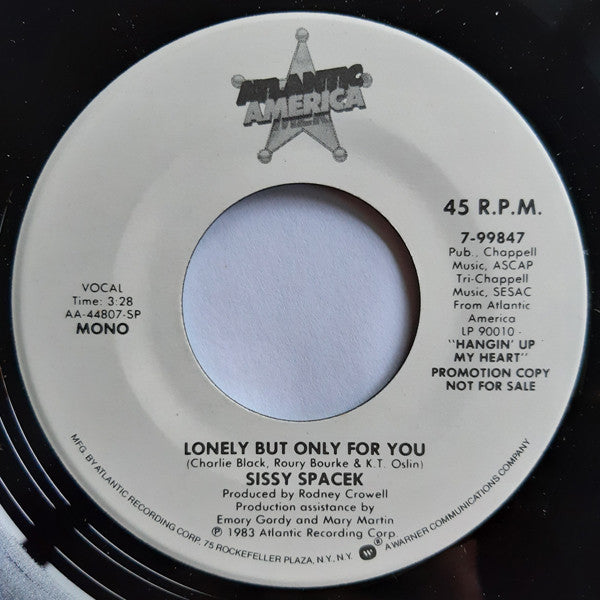 ATLANTIC
AMERICA
45 R.P.M.
7-99847
Pub., Chappell
Music, ASCAP
Tri-Chappell
Music, SESAC
From Atlantic
America
LP 90010 -
"HANGIN' UP
MY HEART"
PROMOTION COPY
NOT FOR SALE
VOCAL
Time: 3:28
AA-44807-SP
MONO
LONELY BUT ONLY FOR YOU
(Charlie Black, Roury Bourke & K.T. Oslin)
SISSY SPACEK
Produced by Rodney Crowell
Production assistance by
Emory Gordy and Mary Martin
℗ 1983 Atlantic Recording Corp.
MFG. BY ATLANTIC RECORDING CORP. 75 ROCKEFELLER PLAZA, N.Y., N.Y. W ® A WARNER COMMUNICATIONS COMPANY